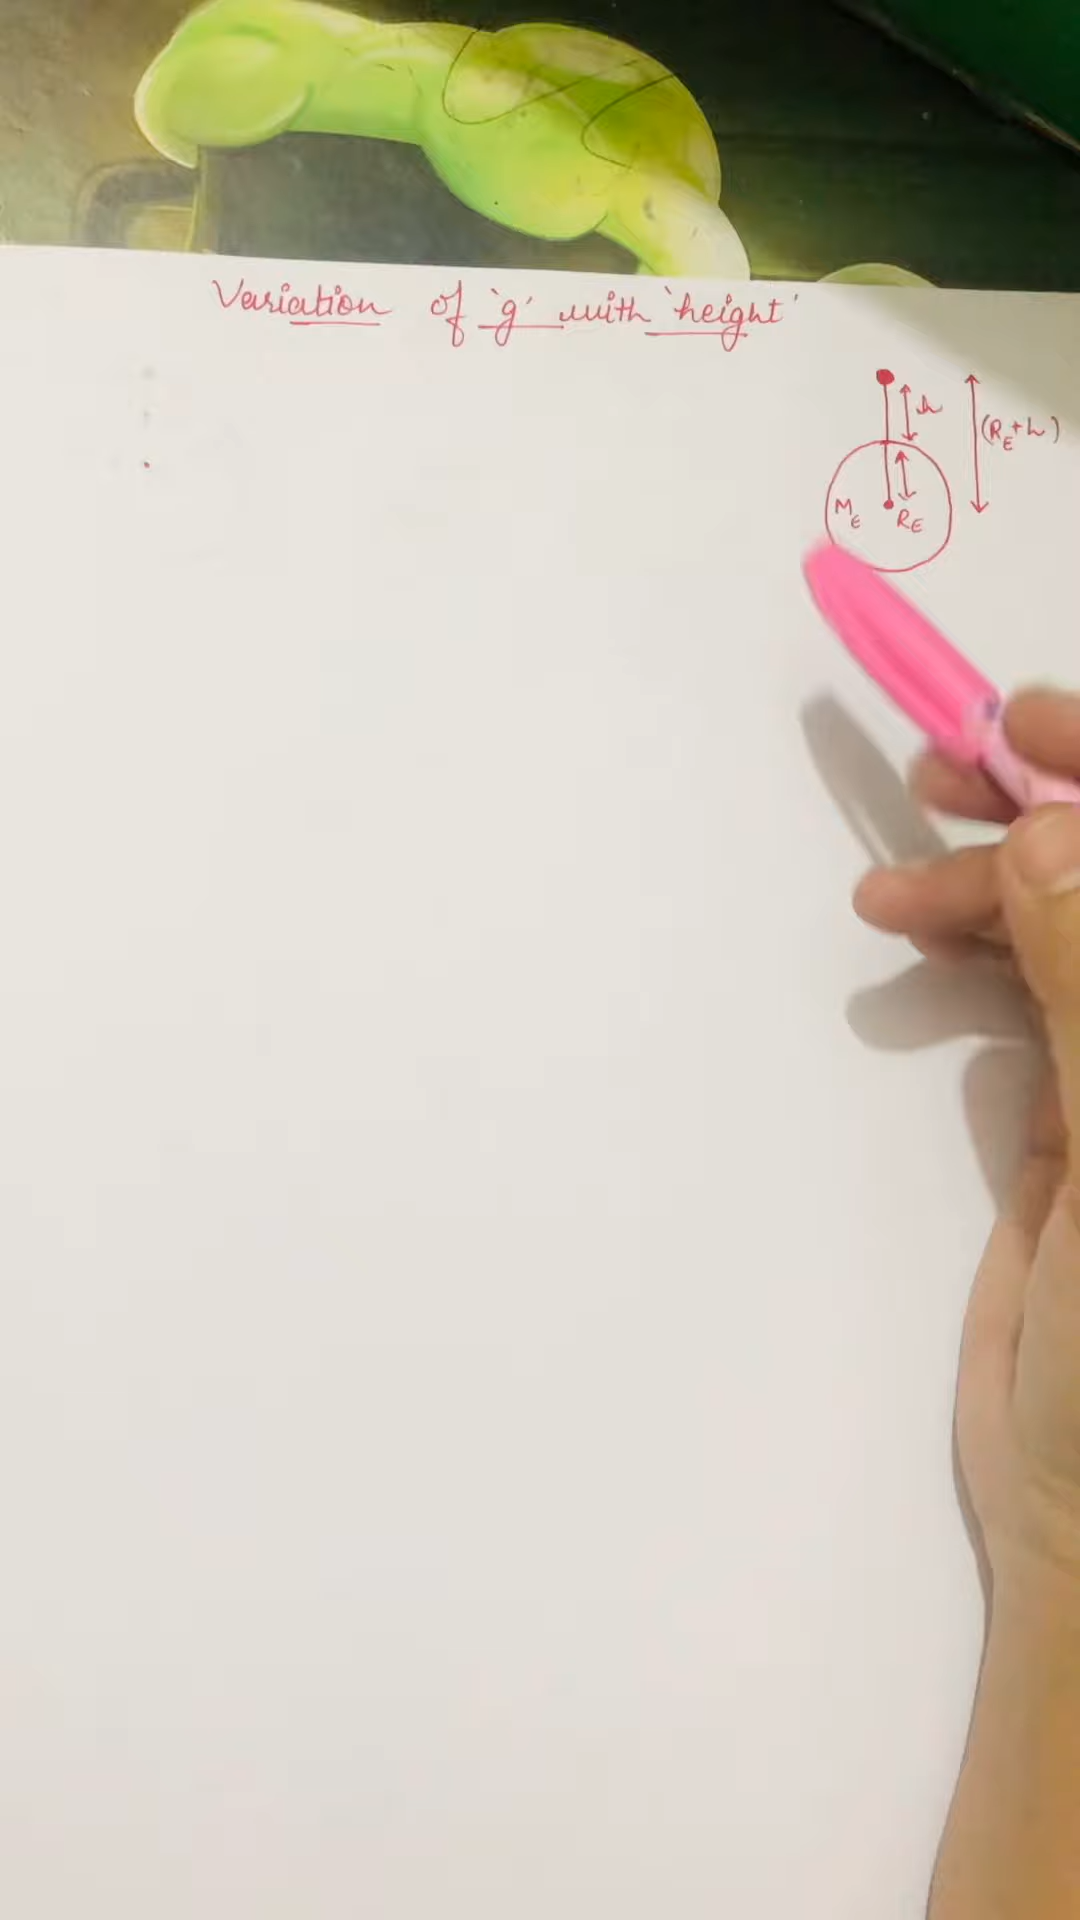 Variation of 'g' with 'height'
h
(R_E+h)
M_E R_E